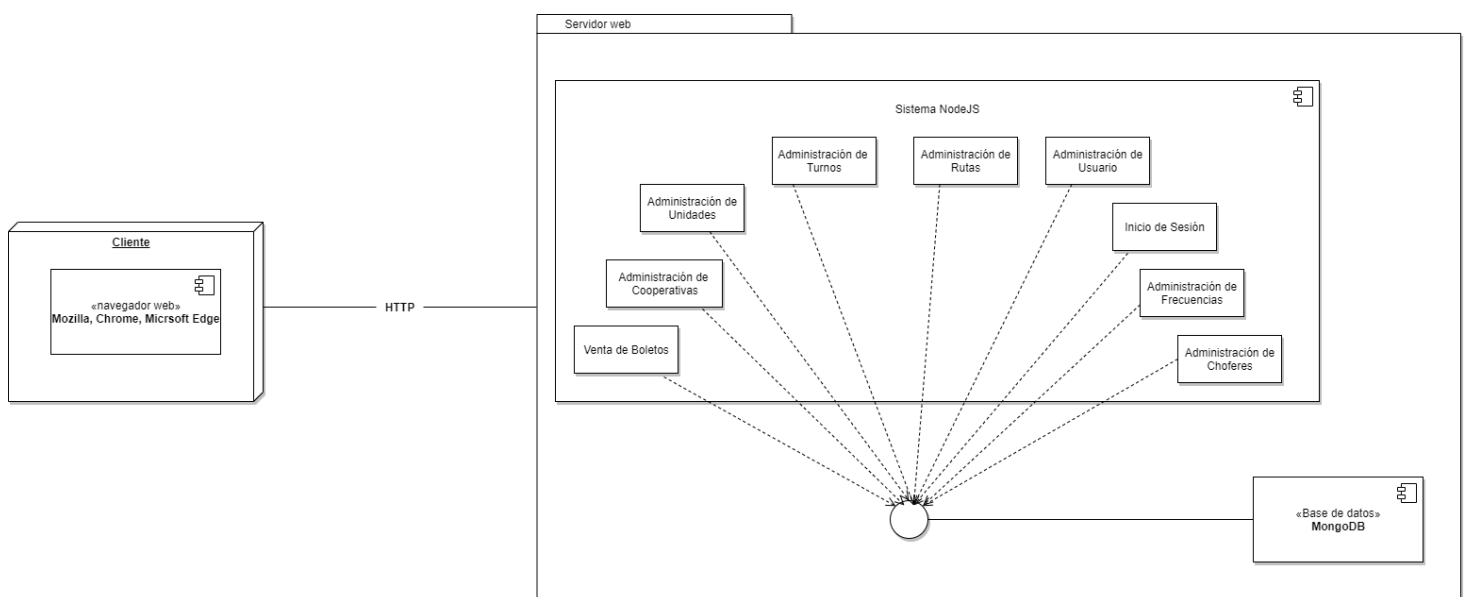 Servidor web
Sistema NodeJS
Administración de
Turnos
Administración de
Rutas
Administración de
Usuario
Administración de
Unidades
Inicio de Sesión
Cliente
«navegador web»
Mozilla, Chrome, Micrsoft Edge
HTTP
Administración de
Cooperativas
Administración de
Frecuencias
Venta de Boletos
Administración de
Choferes
«Base de datos»
MongoDB